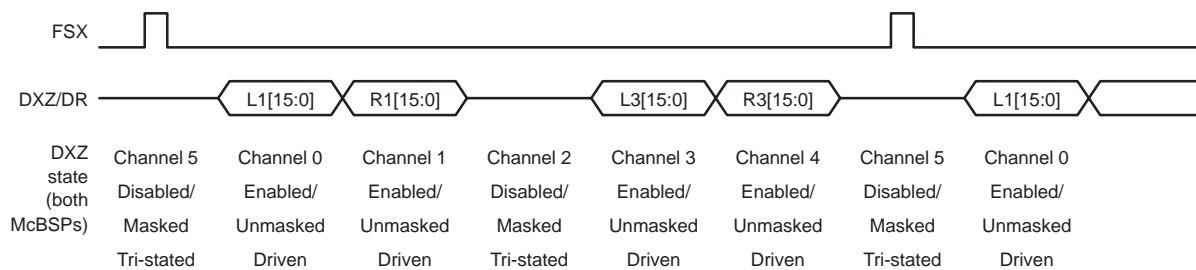 FSX
DXZ/DR L1[15:0] R1[15:0] L3[15:0] R3[15:0] L1[15:0]
DXZ
state
(both
McBSPs)
Channel 5 Channel 0 Channel 1 Channel 2 Channel 3 Channel 4 Channel 5 Channel 0
Disabled/ Enabled/ Enabled/ Disabled/ Enabled/ Enabled/ Disabled/ Enabled/
Masked Unmasked Unmasked Masked Unmasked Unmasked Masked Unmasked
Tri-stated Driven Driven Tri-stated Driven Driven Tri-stated Driven